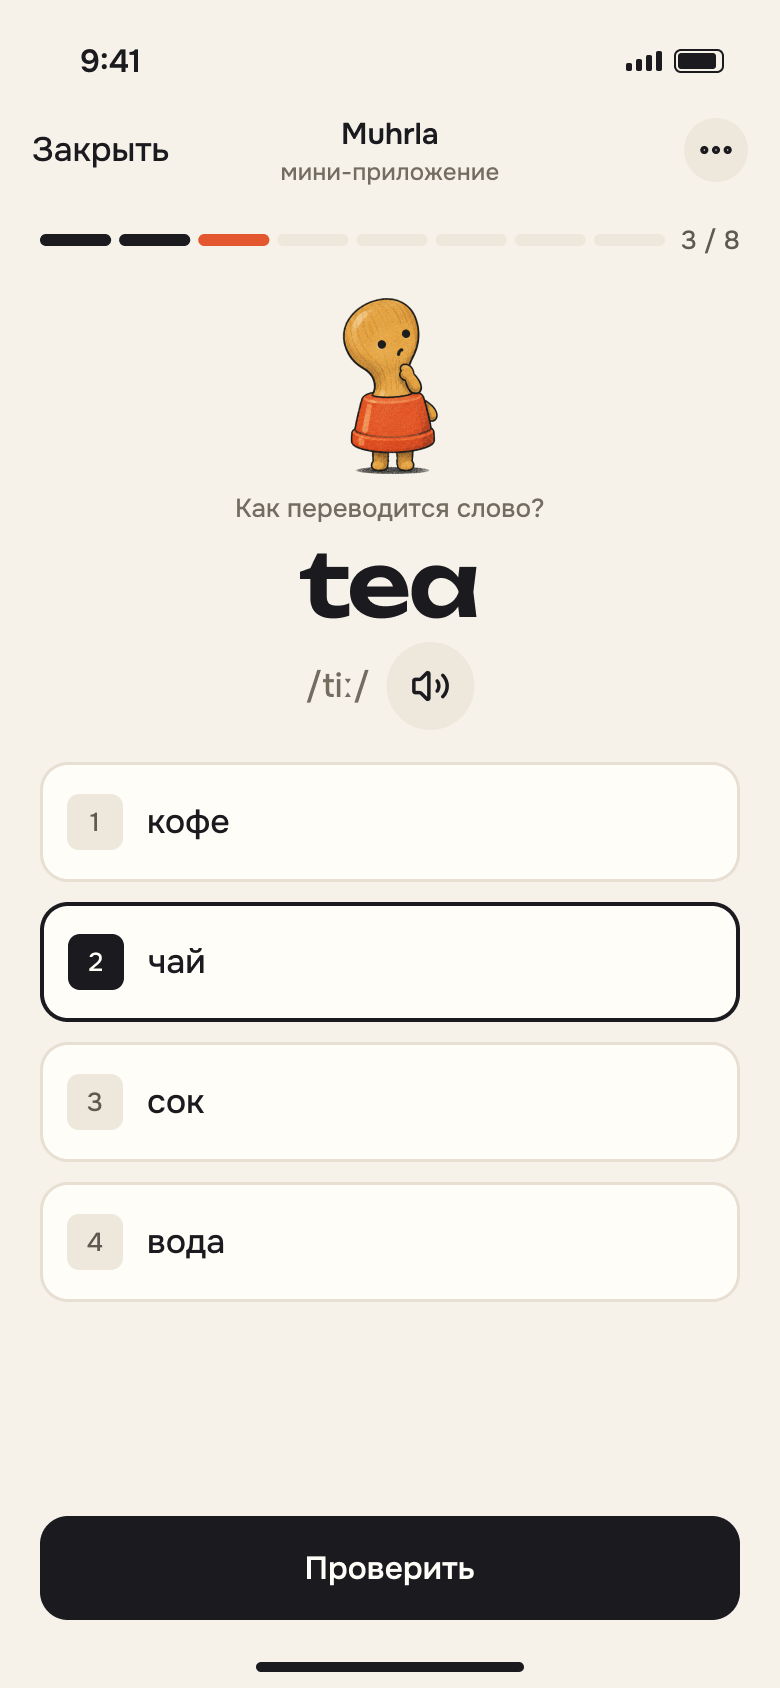 9:41
Закрыть
Muhrla
мини-приложение
3 / 8
Как переводится слово?
tea
/tiː/
1 кофе
2 чай
3 сок
4 вода
Проверить